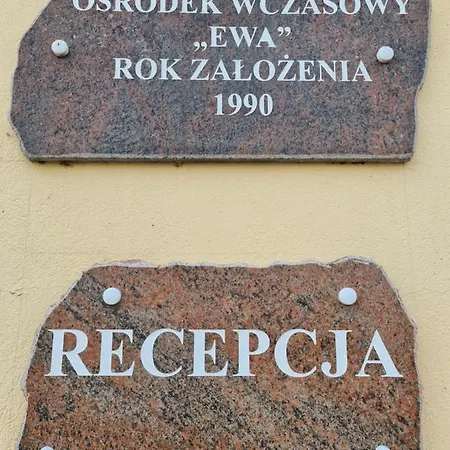 OŚRODEK WCZASOWY
„EWA”
ROK ZAŁOŻENIA
1990
RECEPCJA